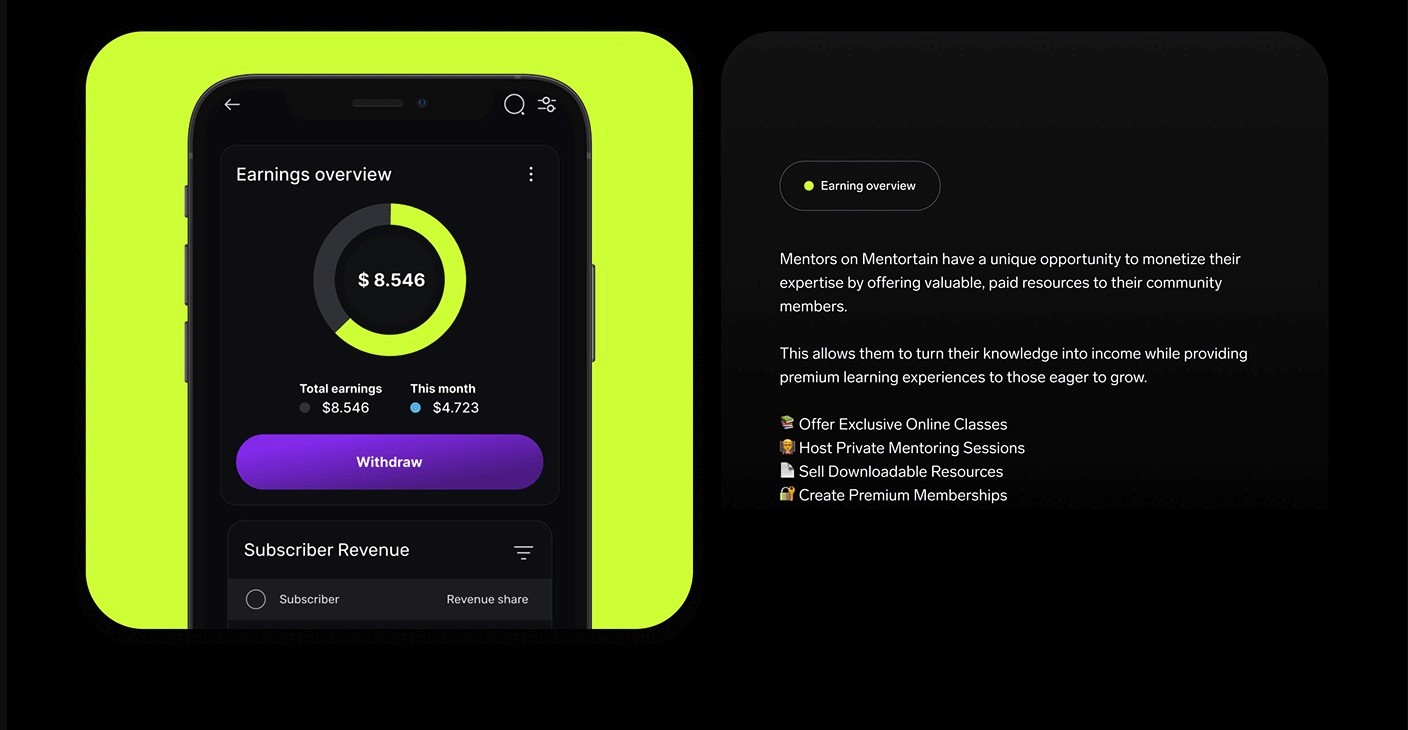 Earnings overview
$ 8.546
Total earnings
This month
$8.546
$4.723
Withdraw
Subscriber Revenue
Subscriber
Revenue share
Earning overview
Mentors on Mentortain have a unique opportunity to monetize their
expertise by offering valuable, paid resources to their community
members.
This allows them to turn their knowledge into income while providing
premium learning experiences to those eager to grow.
📚 Offer Exclusive Online Classes
👩‍🏫 Host Private Mentoring Sessions
📄 Sell Downloadable Resources
🔐 Create Premium Memberships